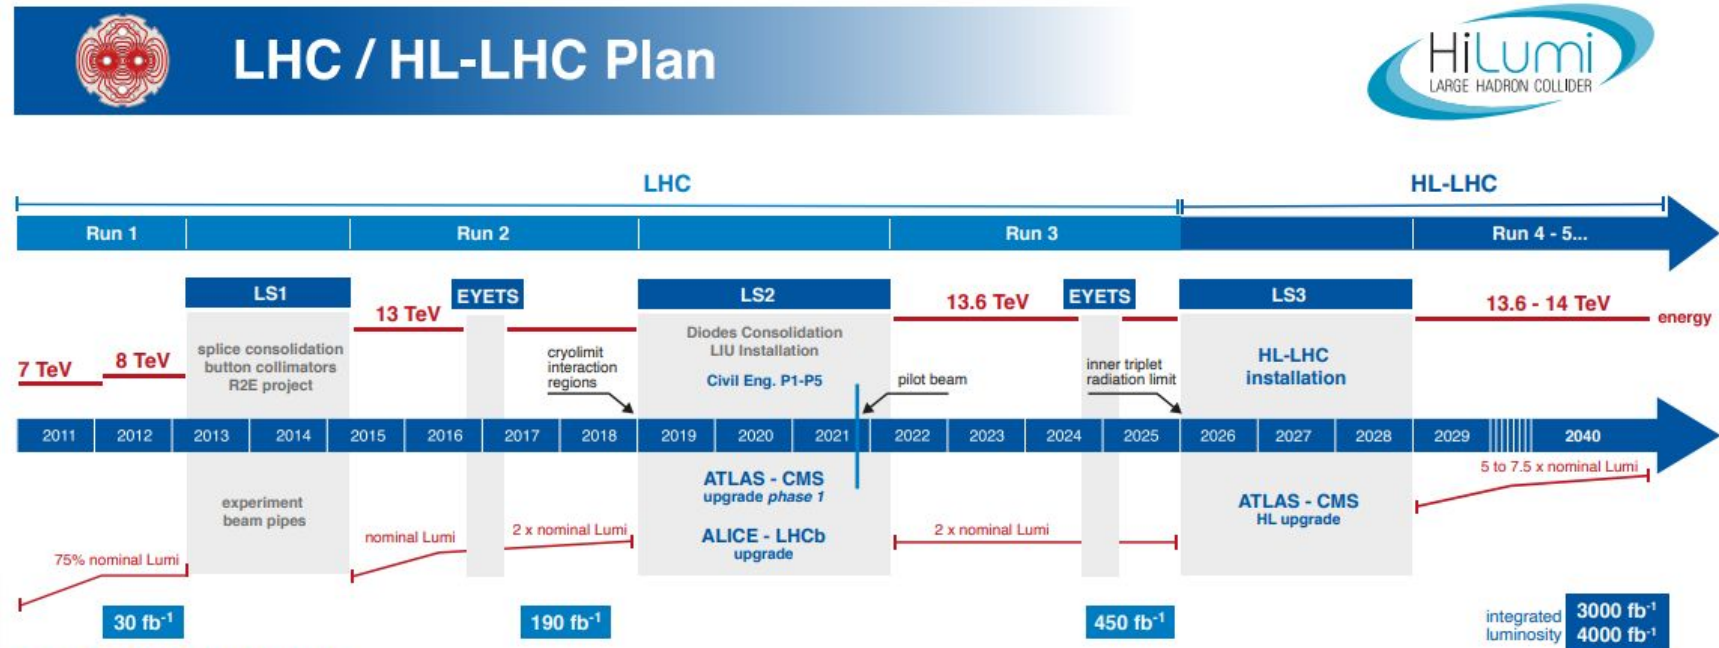 LHC / HL-LHC Plan
HiLumi
LARGE HADRON COLLIDER
LHC
HL-LHC
Run 1
Run 2
Run 3
Run 4 - 5...
LS1
EYETS
LS2
EYETS
LS3
13 TeV
13.6 TeV
13.6 - 14 TeV
energy
7 TeV
8 TeV
splice consolidation
button collimators
R2E project
cryolimit
interaction
regions
Diodes Consolidation
LIU Installation
Civil Eng. P1-P5
pilot beam
inner triplet
radiation limit
HL-LHC
installation
2011
2012
2013
2014
2015
2016
2017
2018
2019
2020
2021
2022
2023
2024
2025
2026
2027
2028
2029
2040
5 to 7.5 x nominal Lumi
experiment
beam pipes
ATLAS - CMS
upgrade phase 1
ALICE - LHCb
upgrade
ATLAS - CMS
HL upgrade
75% nominal Lumi
nominal Lumi
2 x nominal Lumi
2 x nominal Lumi
30 fb⁻¹
190 fb⁻¹
450 fb⁻¹
integrated
luminosity
3000 fb⁻¹
4000 fb⁻¹